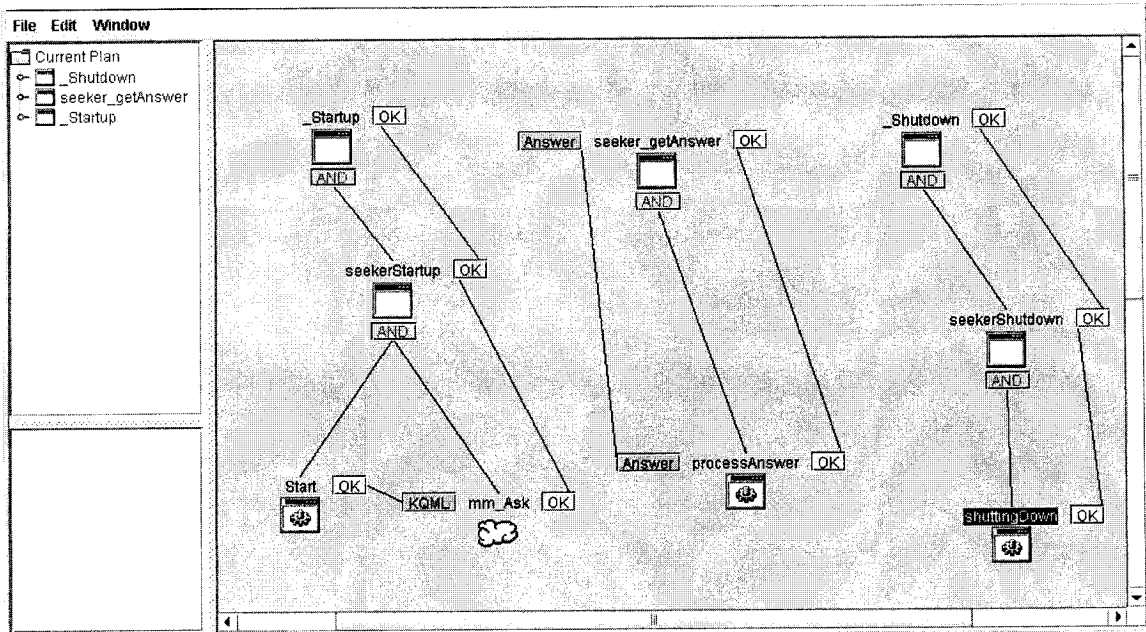 File Edit Window
Current Plan
_Shutdown
seeker_getAnswer
_Startup
_Startup OK
AND
seekerStartup OK
AND
Start OK
KQML mm_Ask OK
Answer seeker_getAnswer OK
AND
Answer processAnswer OK
_Shutdown OK
AND
seekerShutdown OK
AND
shuttingDown OK